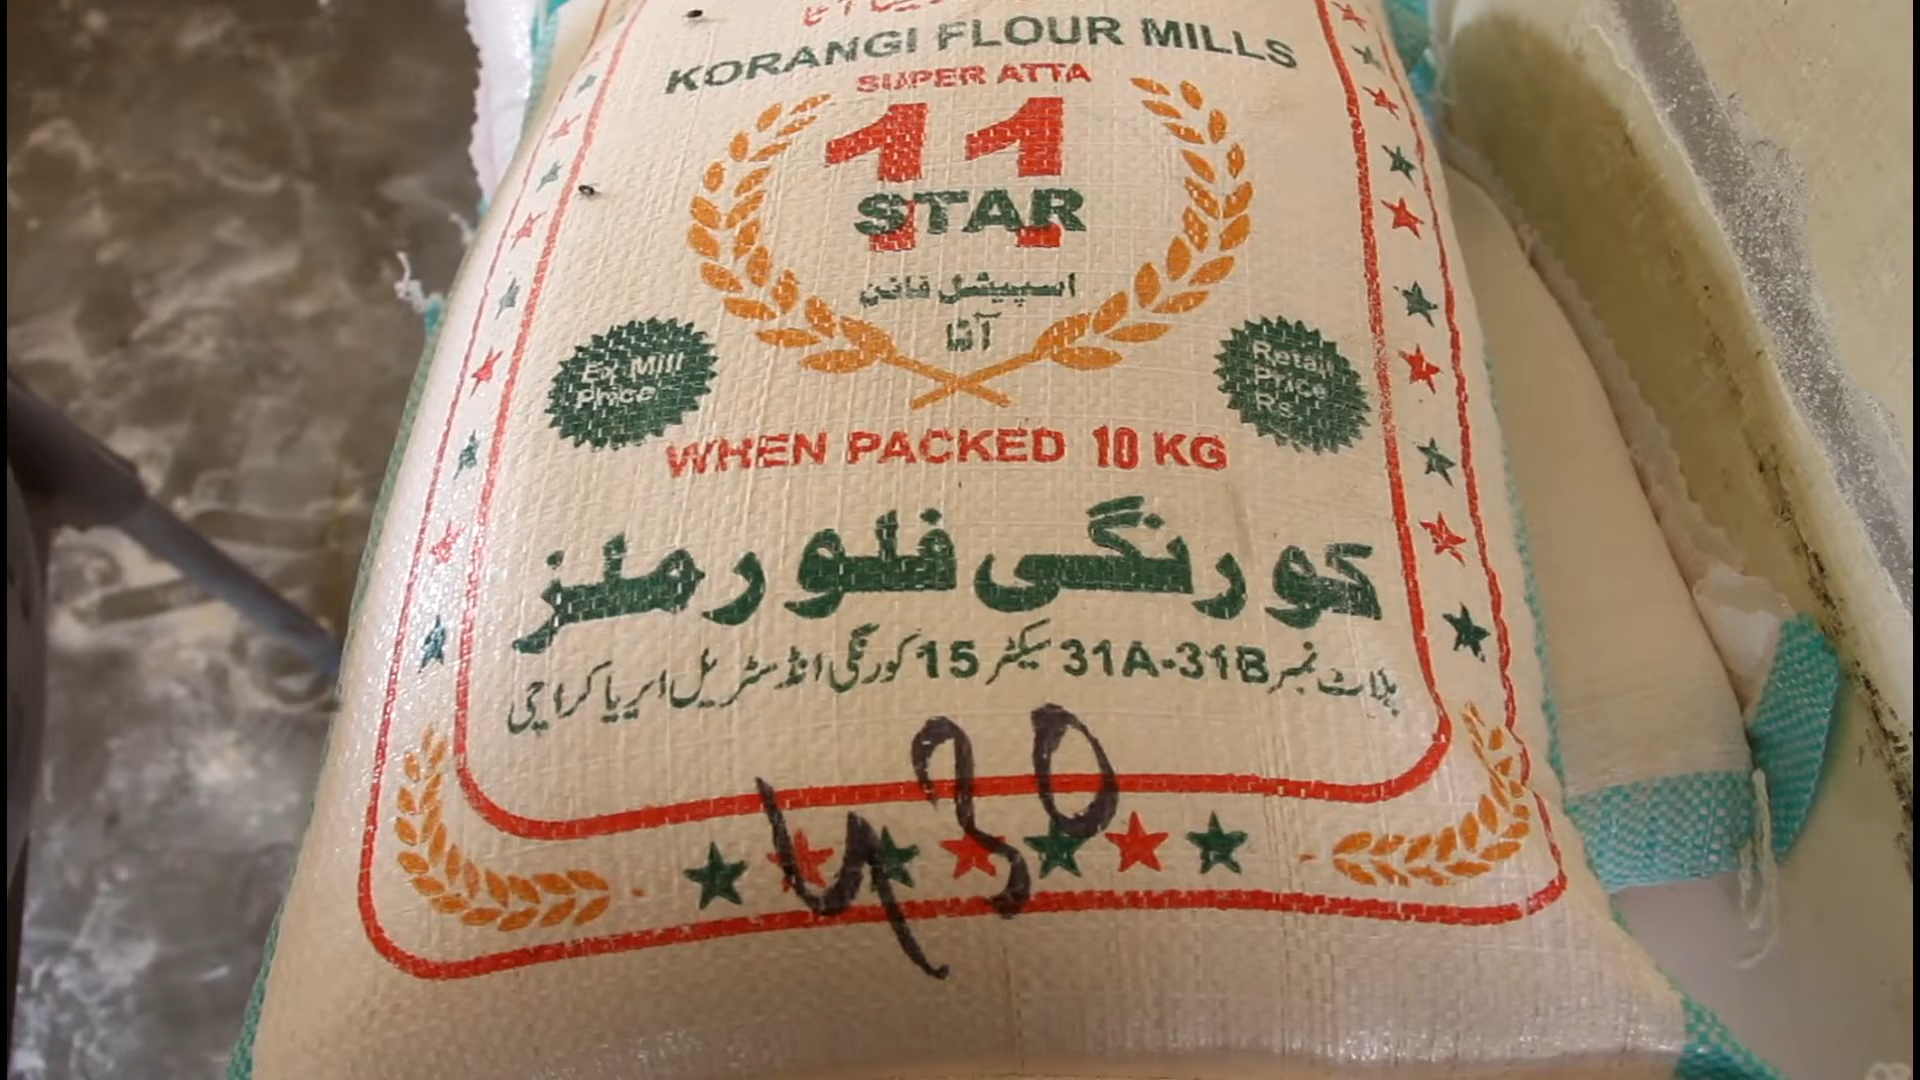 KORANGI FLOUR MILLS
SUPER ATTA
11
STAR
اسپیشل فائن
آٹا
Ex Mill
Price
Retail
Price
Rs.
WHEN PACKED 10 KG
کورنگی فلور ملز
پلاٹ نمبر 31A-31B سیکٹر 15 کورنگی انڈسٹریل ایریا کراچی
430